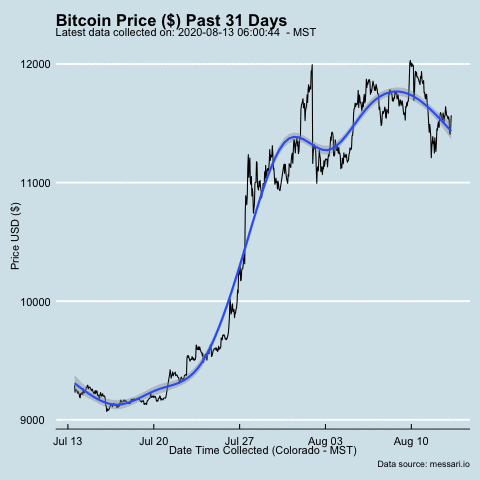 Bitcoin Price ($) Past 31 Days
Latest data collected on: 2020-08-13 06:00:44  - MST
12000
11000
10000
9000
Price USD ($)
Jul 13
Jul 20
Jul 27
Aug 03
Aug 10
Date Time Collected (Colorado - MST)
Data source: messari.io